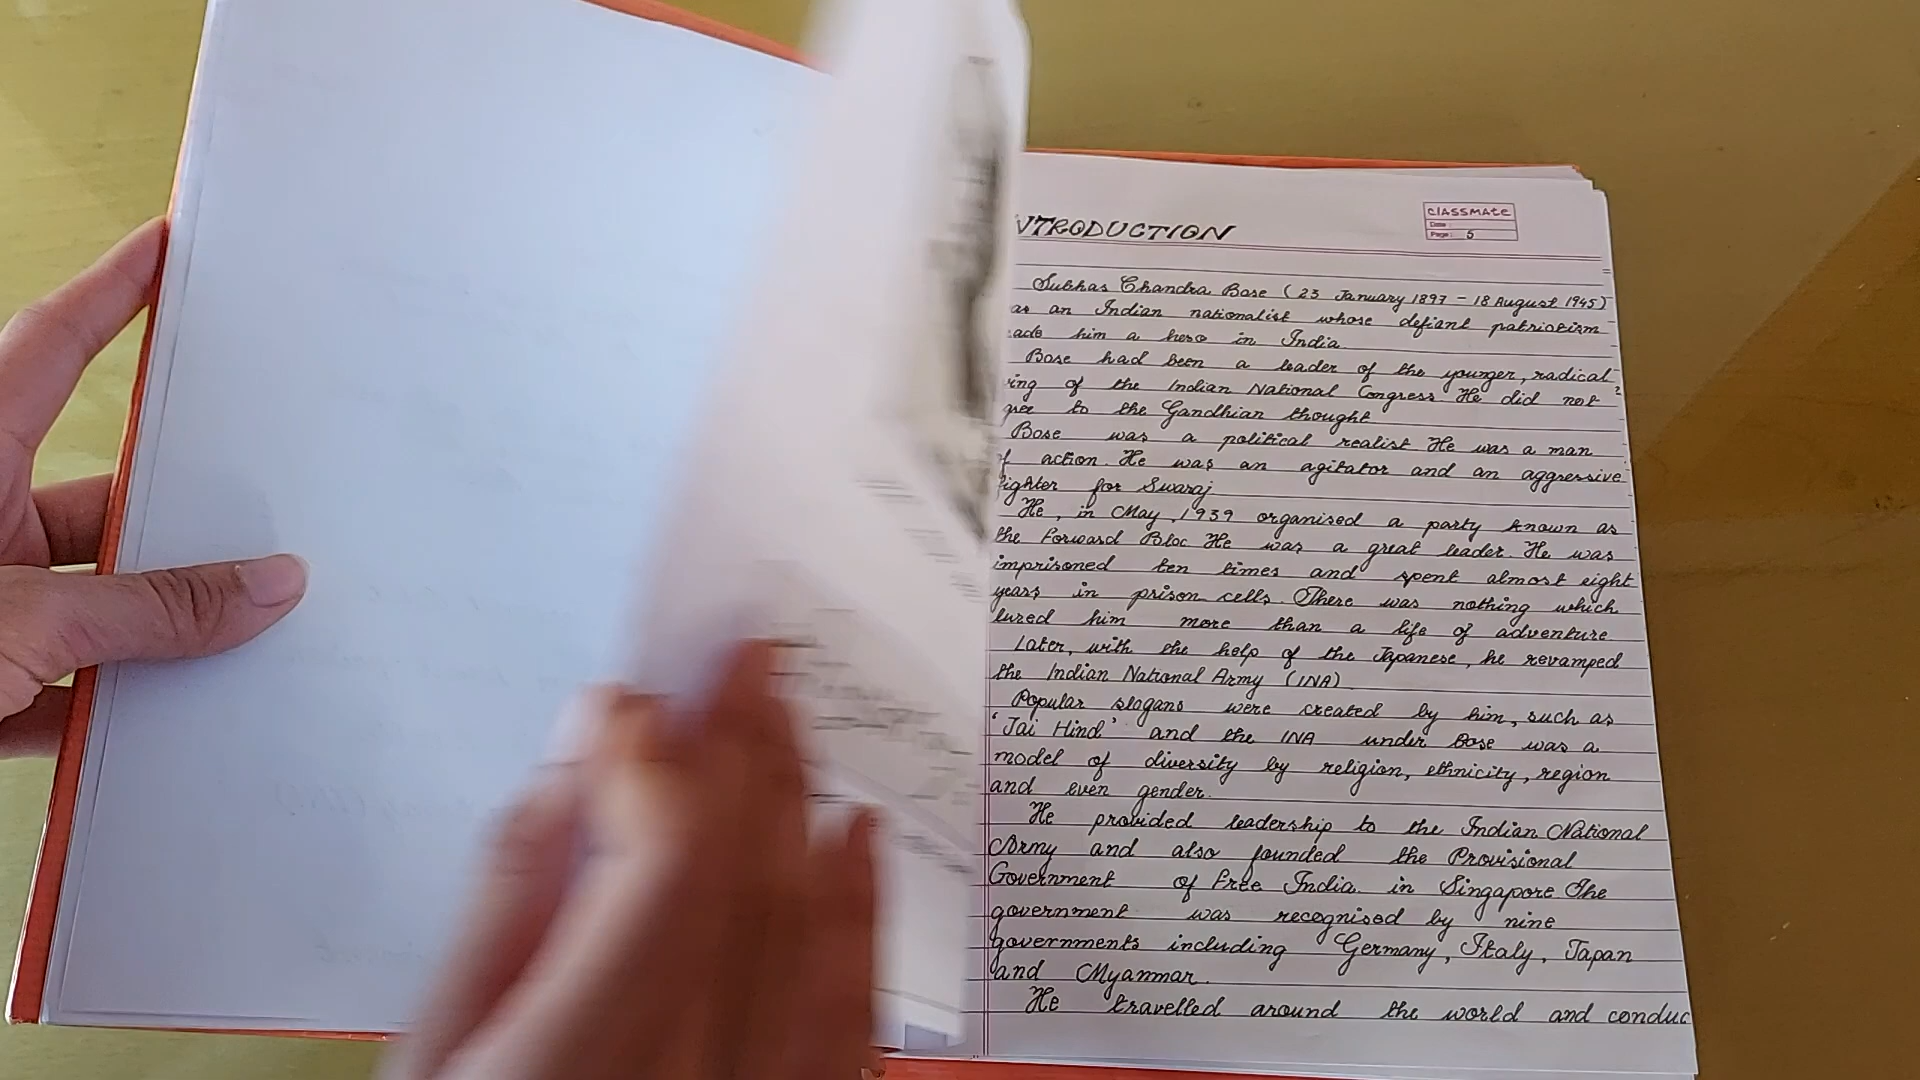 NTRODUCTION
CLASSMATE
Date:
Page: 5
Subhas Chandra Bose (23 January 1897 - 18 August 1945)
as an Indian nationalist whose defiant patriotism
ade him a hero in India
Bose had been a leader of the younger, radical
ing of the Indian National Congress. He did not
gree to the Gandhian thought
Bose was a political realist He was a man
f action. He was an agitator and an aggressive
fighter for Swaraj
He, in May, 1939 organised a party known as
the Forward Bloc He was a great leader. He was
imprisoned ten times and spent almost eight
years in prison cells. There was nothing which
lured him more than a life of adventure
Later, with the help of the Japanese, he revamped
the Indian National Army (INA)
Popular slogans were created by him, such as
'Jai Hind' and the INA under Bose was a
model of diversity by religion, ethnicity, region
and even gender.
He provided leadership to the Indian National
Army and also founded the Provisional
Government of Free India. in Singapore The
government was recognised by nine
governments including Germany, Italy, Japan
and Myanmar.
He travelled around the world and conduc